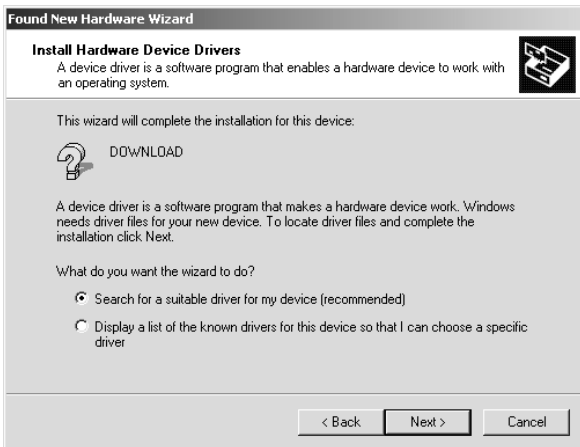 Found New Hardware Wizard
Install Hardware Device Drivers
A device driver is a software program that enables a hardware device to work with
an operating system.
This wizard will complete the installation for this device:
DOWNLOAD
A device driver is a software program that makes a hardware device work. Windows
needs driver files for your new device. To locate driver files and complete the
installation click Next.
What do you want the wizard to do?
Search for a suitable driver for my device (recommended)
Display a list of the known drivers for this device so that I can choose a specific
driver
< Back
Next >
Cancel